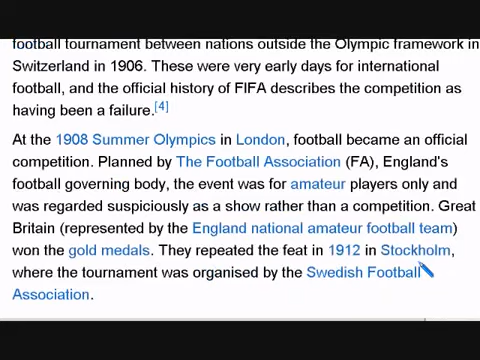 football tournament between nations outside the Olympic framework in
Switzerland in 1906. These were very early days for international
football, and the official history of FIFA describes the competition as
having been a failure.[4]
At the 1908 Summer Olympics in London, football became an official
competition. Planned by The Football Association (FA), England's
football governing body, the event was for amateur players only and
was regarded suspiciously as a show rather than a competition. Great
Britain (represented by the England national amateur football team)
won the gold medals. They repeated the feat in 1912 in Stockholm,
where the tournament was organised by the Swedish Football
Association.